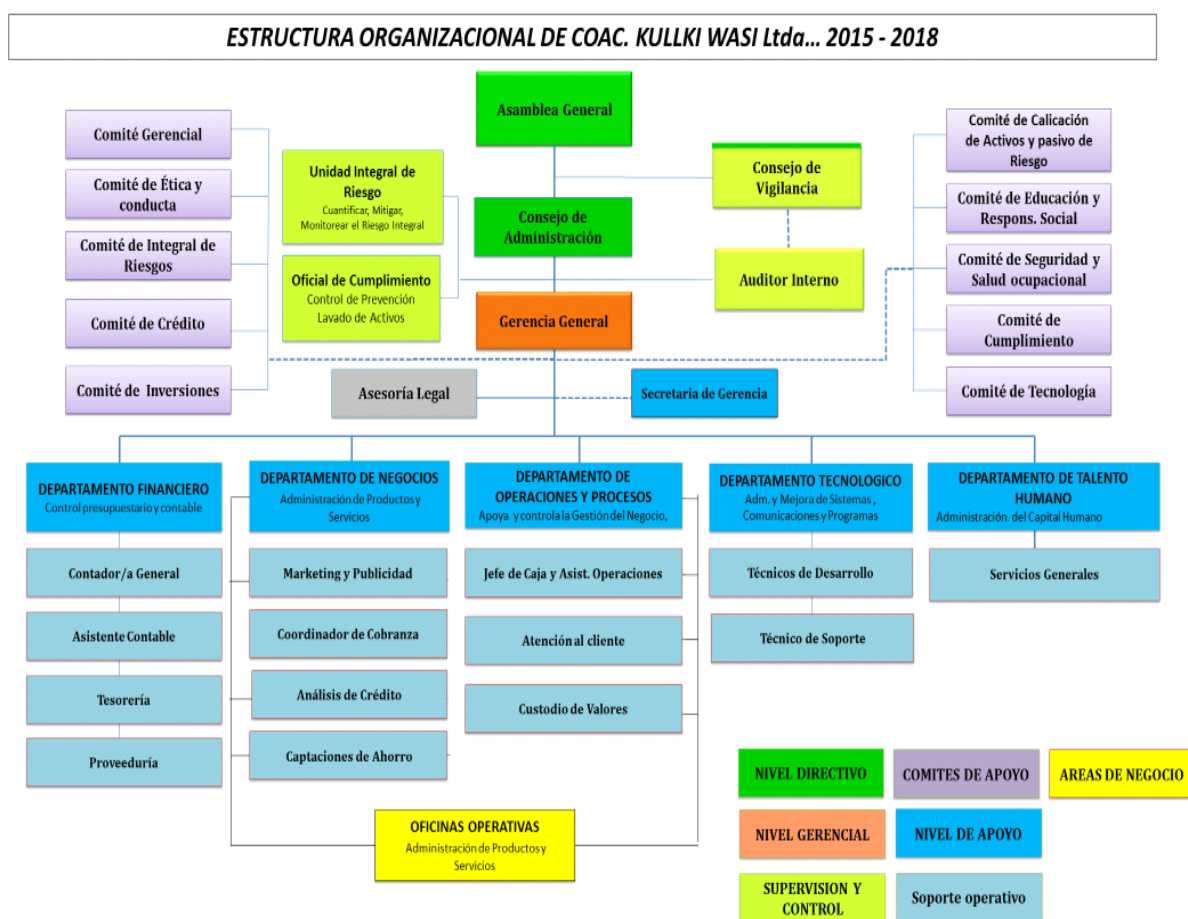 ESTRUCTURA ORGANIZACIONAL DE COAC. KULLKI WASI Ltda... 2015 - 2018
Asamblea General
Consejo de
Vigilancia
Consejo de
Administración
Auditor Interno
Gerencia General
Unidad Integral de
Riesgo
Cuantificar, Mitigar,
Monitorear el Riesgo Integral
Oficial de Cumplimiento
Control de Prevención
Lavado de Activos
Comité Gerencial
Comité de Ética y
conducta
Comité de Integral de
Riesgos
Comité de Crédito
Comité de Inversiones
Comité de Calicación
de Activos y pasivo de
Riesgo
Comité de Educación y
Respons. Social
Comité de Seguridad y
Salud ocupacional
Comité de
Cumplimiento
Comité de Tecnología
Asesoría Legal
Secretaria de Gerencia
DEPARTAMENTO FINANCIERO
Control presupuestario y contable
Contador/a General
Asistente Contable
Tesorería
Proveeduría
DEPARTAMENTO DE NEGOCIOS
Administración de Productos y
Servicios
Marketing y Publicidad
Coordinador de Cobranza
Análisis de Crédito
Captaciones de Ahorro
DEPARTAMENTO DE
OPERACIONES Y PROCESOS
Apoya y controla la Gestión del Negocio,
Jefe de Caja y Asist. Operaciones
Atención al cliente
Custodio de Valores
DEPARTAMENTO TECNOLOGICO
Adm. y Mejora de Sistemas ,
Comunicaciones y Programas
Técnicos de Desarrollo
Técnico de Soporte
DEPARTAMENTO DE TALENTO
HUMANO
Administración. del Capital Humano
Servicios Generales
OFICINAS OPERATIVAS
Administración de Productos y
Servicios
NIVEL DIRECTIVO
COMITES DE APOYO
AREAS DE NEGOCIO
NIVEL GERENCIAL
NIVEL DE APOYO
SUPERVISION Y
CONTROL
Soporte operativo